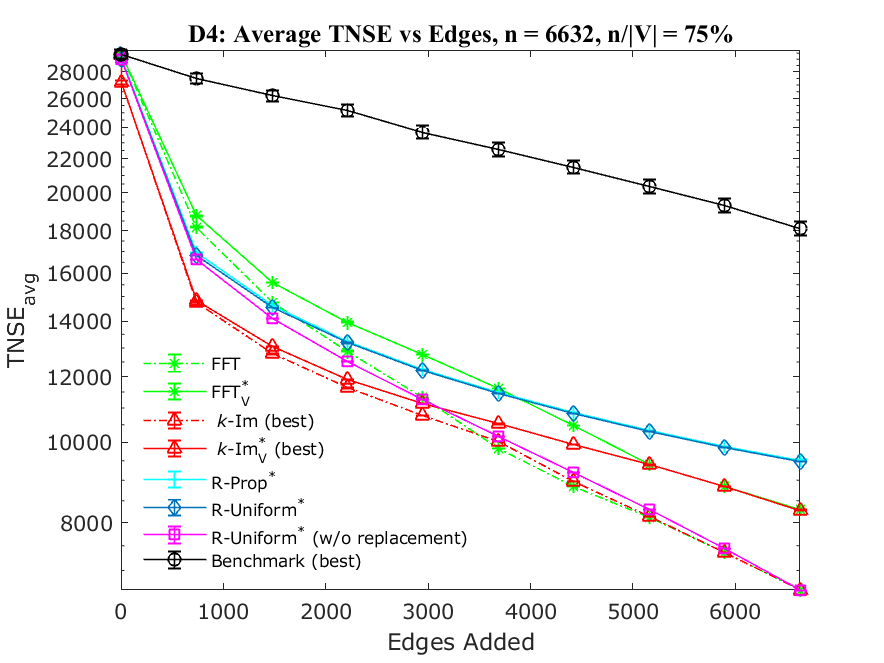 D4: Average TNSE vs Edges, n = 6632, n/|V| = 75%
TNSE_avg
28000
26000
24000
22000
20000
18000
16000
14000
12000
10000
8000
FFT
FFT*_V
k-Im (best)
k-Im*_V (best)
R-Prop*
R-Uniform*
R-Uniform* (w/o replacement)
Benchmark (best)
0 1000 2000 3000 4000 5000 6000
Edges Added